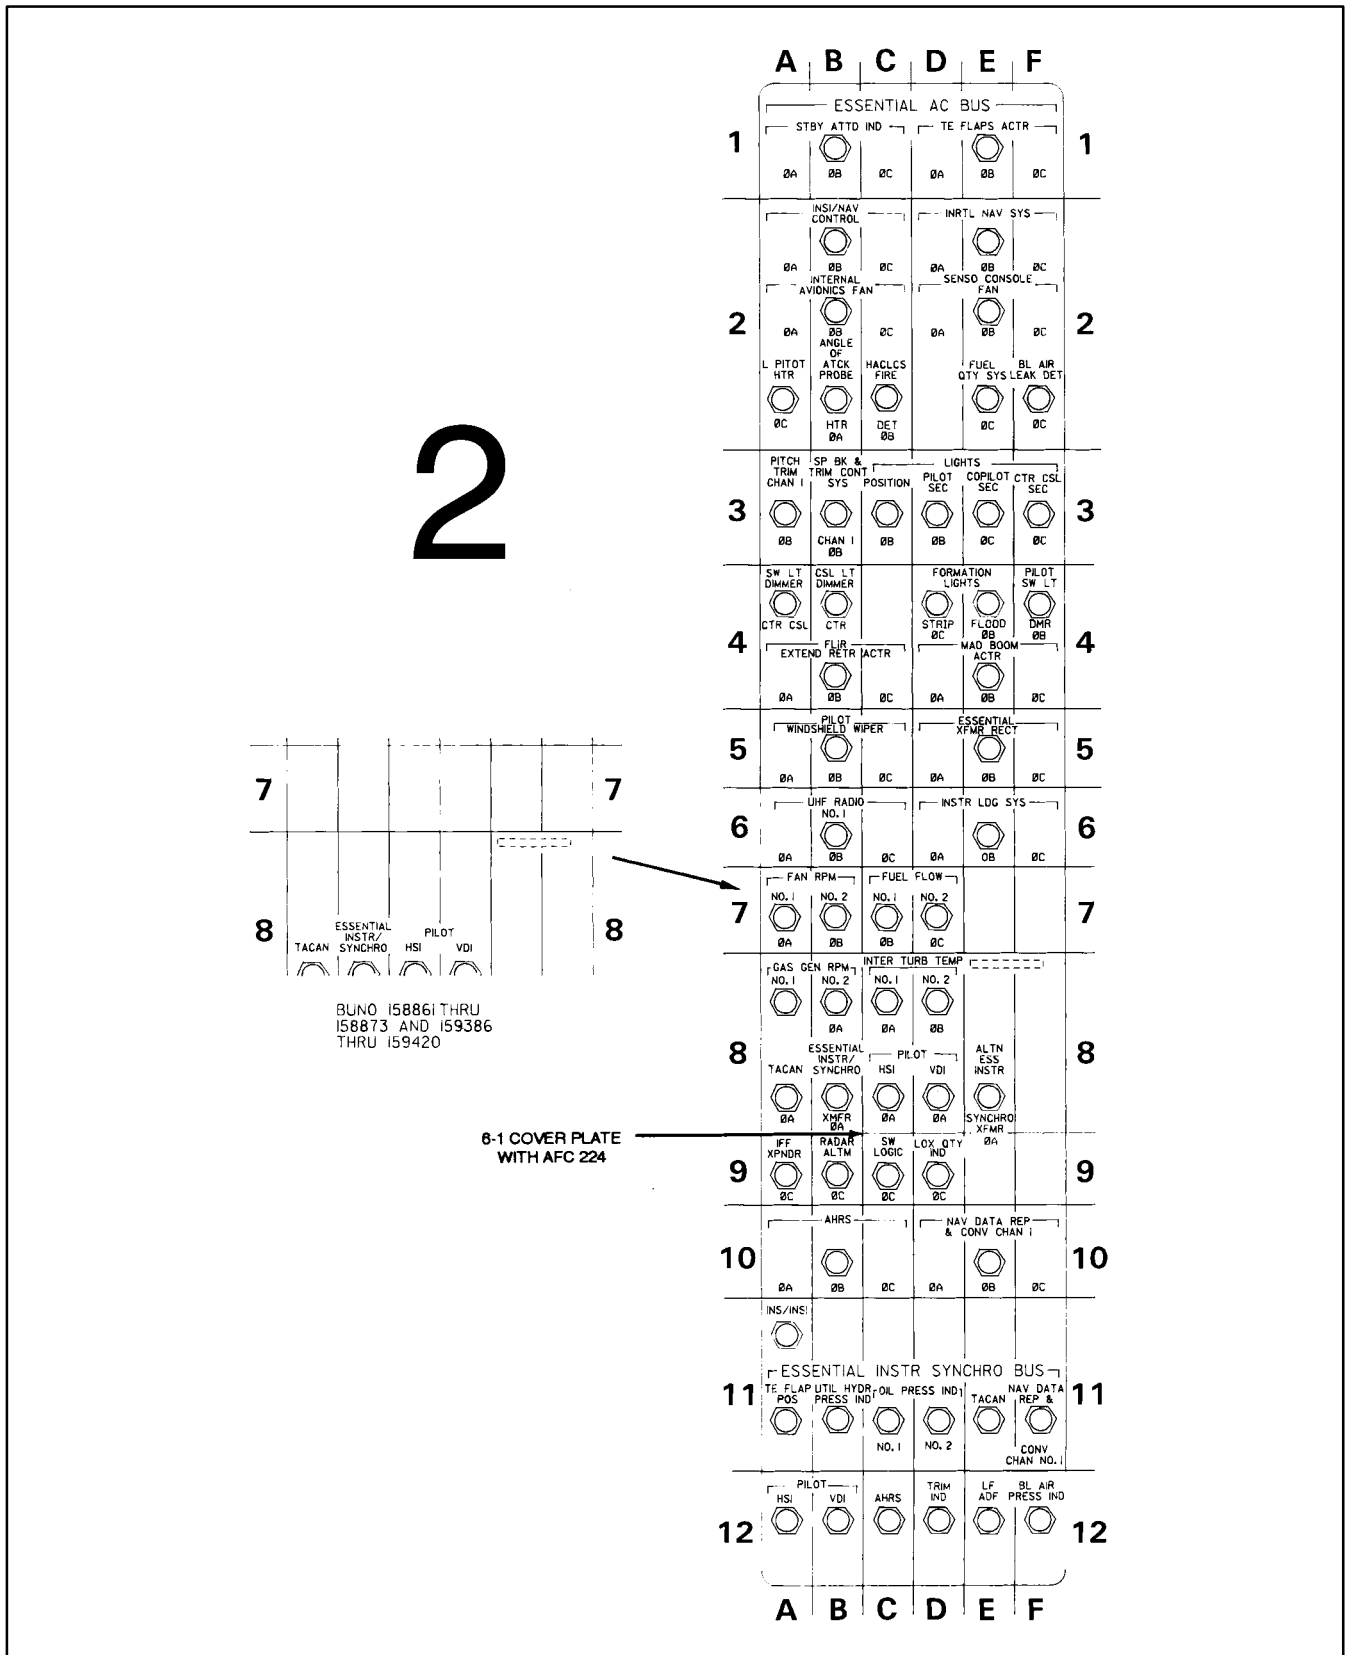 A B C D E F
ESSENTIAL AC BUS
1 STBY ATTD IND TE FLAPS ACTR 1
ØA ØB ØC ØA ØB ØC
INSI/NAV
CONTROL INRTL NAV SYS
ØA ØB ØC ØA ØB ØC
INTERNAL
AVIONICS FAN
SENSO CONSOLE
FAN
2 2
ØA ØB ØC ØA ØB ØC
L PITOT
HTR
ØC
ANGLE
OF
ATCK
PROBE
HTR
ØA
HACLCS
FIRE
DET
ØB
FUEL
QTY SYS
ØC
BL AIR
LEAK DET
ØC
2
3 3
PITCH
TRIM
CHAN I
ØB
SP BK &
TRIM CONT
SYS
CHAN I
ØB
LIGHTS
POSITION
ØB
PILOT
SEC
ØB
COPILOT
SEC
ØC
CTR CSL
SEC
ØC
4 4
SW LT
DIMMER
CTR CSL
CSL LT
DIMMER
CTR
FORMATION
LIGHTS
STRIP
ØC
FLOOD
ØB
PILOT
SW LT
DMR
ØB
FLIR
EXTEND RETR ACTR
ØA ØB ØC
MAD BOOM
ACTR
ØA ØB ØC
5 5
PILOT
WINDSHIELD WIPER
ØA ØB ØC
ESSENTIAL
XFMR RECT
ØA ØB ØC
6 6
UHF RADIO
NO. I
ØA ØB ØC
INSTR LDG SYS
ØA OB ØC
7 7
FAN RPM FUEL FLOW
NO. I NO. 2 NO. I NO. 2
ØA ØB ØB ØC
7 7
8 8
TACAN
ESSENTIAL
INSTR/
SYNCHRO
PILOT
HSI VDI
BUNO I5886I THRU
I58873 AND I59386
THRU I59420
8 8
GAS GEN RPM INTER TURB TEMP
NO. I NO. 2 NO. I NO. 2
ØA ØA ØB
TACAN
ØA
ESSENTIAL
INSTR/
SYNCHRO
XMFR
ØA
PILOT
HSI VDI
ØA ØA
ALTN
ESS
INSTR
SYNCHRO
XFMR
ØA
6-1 COVER PLATE
WITH AFC 224
9 9
IFF
XPNDR
ØC
RADAR
ALTM
ØC
SW
LOGIC
ØC
LOX QTY
IND
ØC
10 10
AHRS
ØA ØB ØC
NAV DATA REP
& CONV CHAN I
ØA ØB ØC
INS/INSI
ESSENTIAL INSTR SYNCHRO BUS
11 11
TE FLAP
POS
UTIL HYDR
PRESS IND
OIL PRESS IND
NO. I NO. 2
TACAN
NAV DATA
REP &
CONV
CHAN NO. I
12 12
PILOT
HSI VDI
AHRS
TRIM
IND
LF
ADF
BL AIR
PRESS IND
A B C D E F